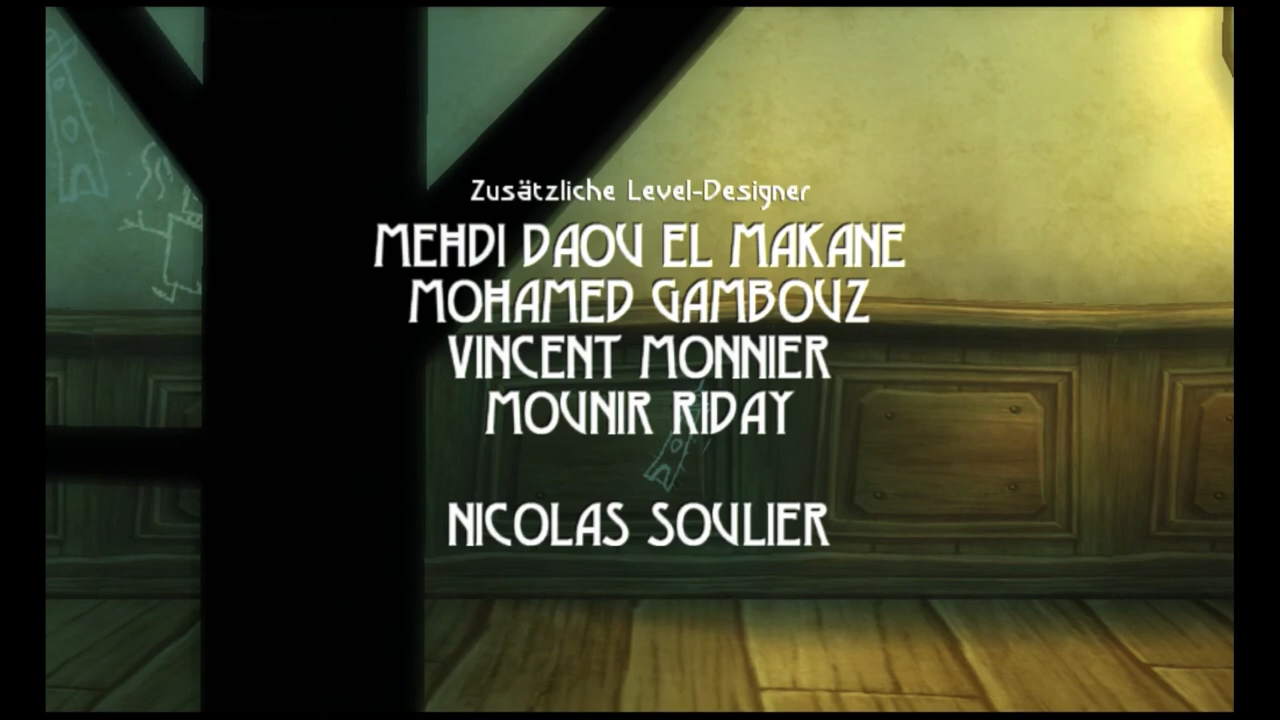 Zusätzliche Level-Designer
MEHDI DAOU EL MAKANE
MOHAMED GAMBOUZ
VINCENT MONNIER
MOUNIR RIDAY
NICOLAS SOULIER